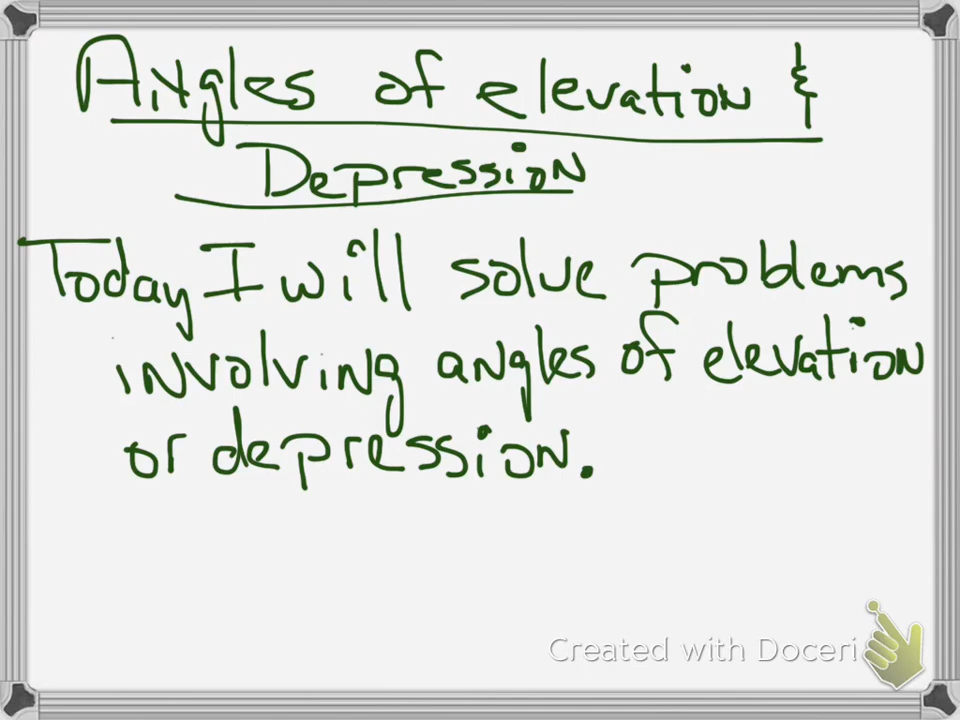 Angles of elevation &
Depression
Today I will solve problems
involving angles of elevation
or depression.
Created with Doceri